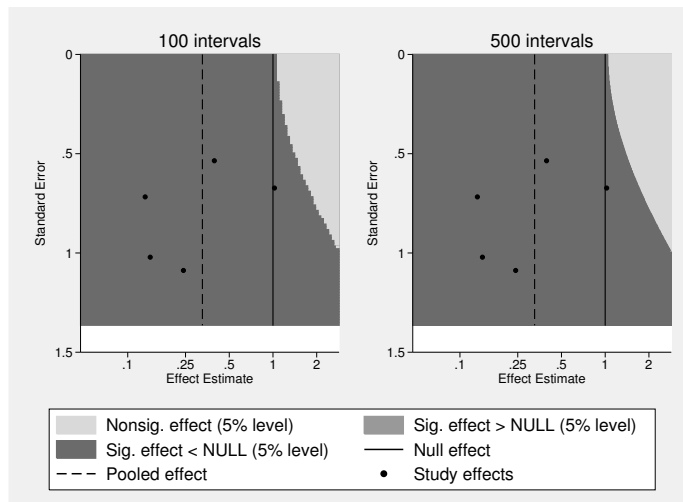 100 intervals
0
.5
1
1.5
Standard Error
.1 .25 .5 1 2
Effect Estimate
500 intervals
0
.5
1
1.5
Standard Error
.1 .25 .5 1 2
Effect Estimate
Nonsig. effect (5% level) Sig. effect > NULL (5% level)
Sig. effect < NULL (5% level) Null effect
Pooled effect Study effects